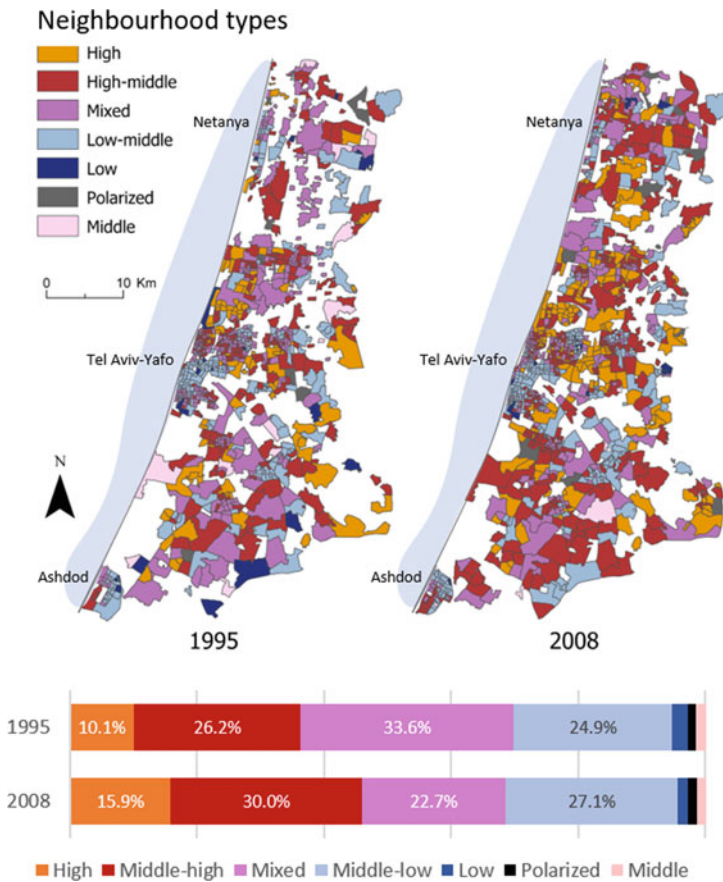 Neighbourhood types
High
High-middle
Mixed
Low-middle
Low
Polarized
Middle
0 10 Km
N
Netanya
Tel Aviv-Yafo
Ashdod
1995
Netanya
Tel Aviv-Yafo
Ashdod
2008
1995 10.1% 26.2% 33.6% 24.9%
2008 15.9% 30.0% 22.7% 27.1%
High Middle-high Mixed Middle-low Low Polarized Middle